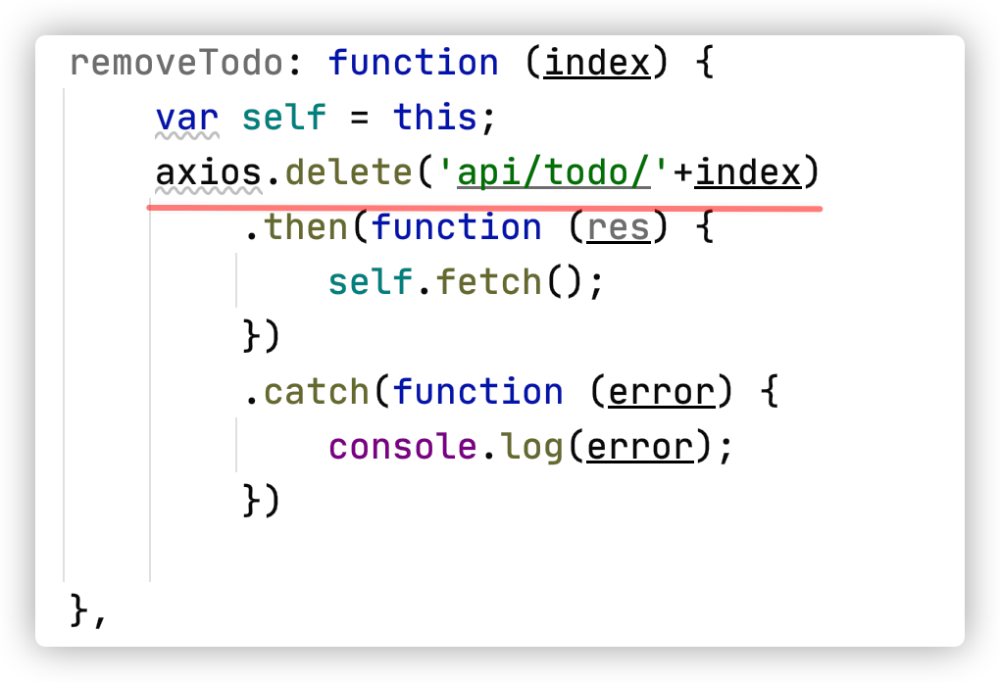 removeTodo: function (index) {
var self = this;
axios.delete('api/todo/'+index)
.then(function (res) {
self.fetch();
})
.catch(function (error) {
console.log(error);
})
},